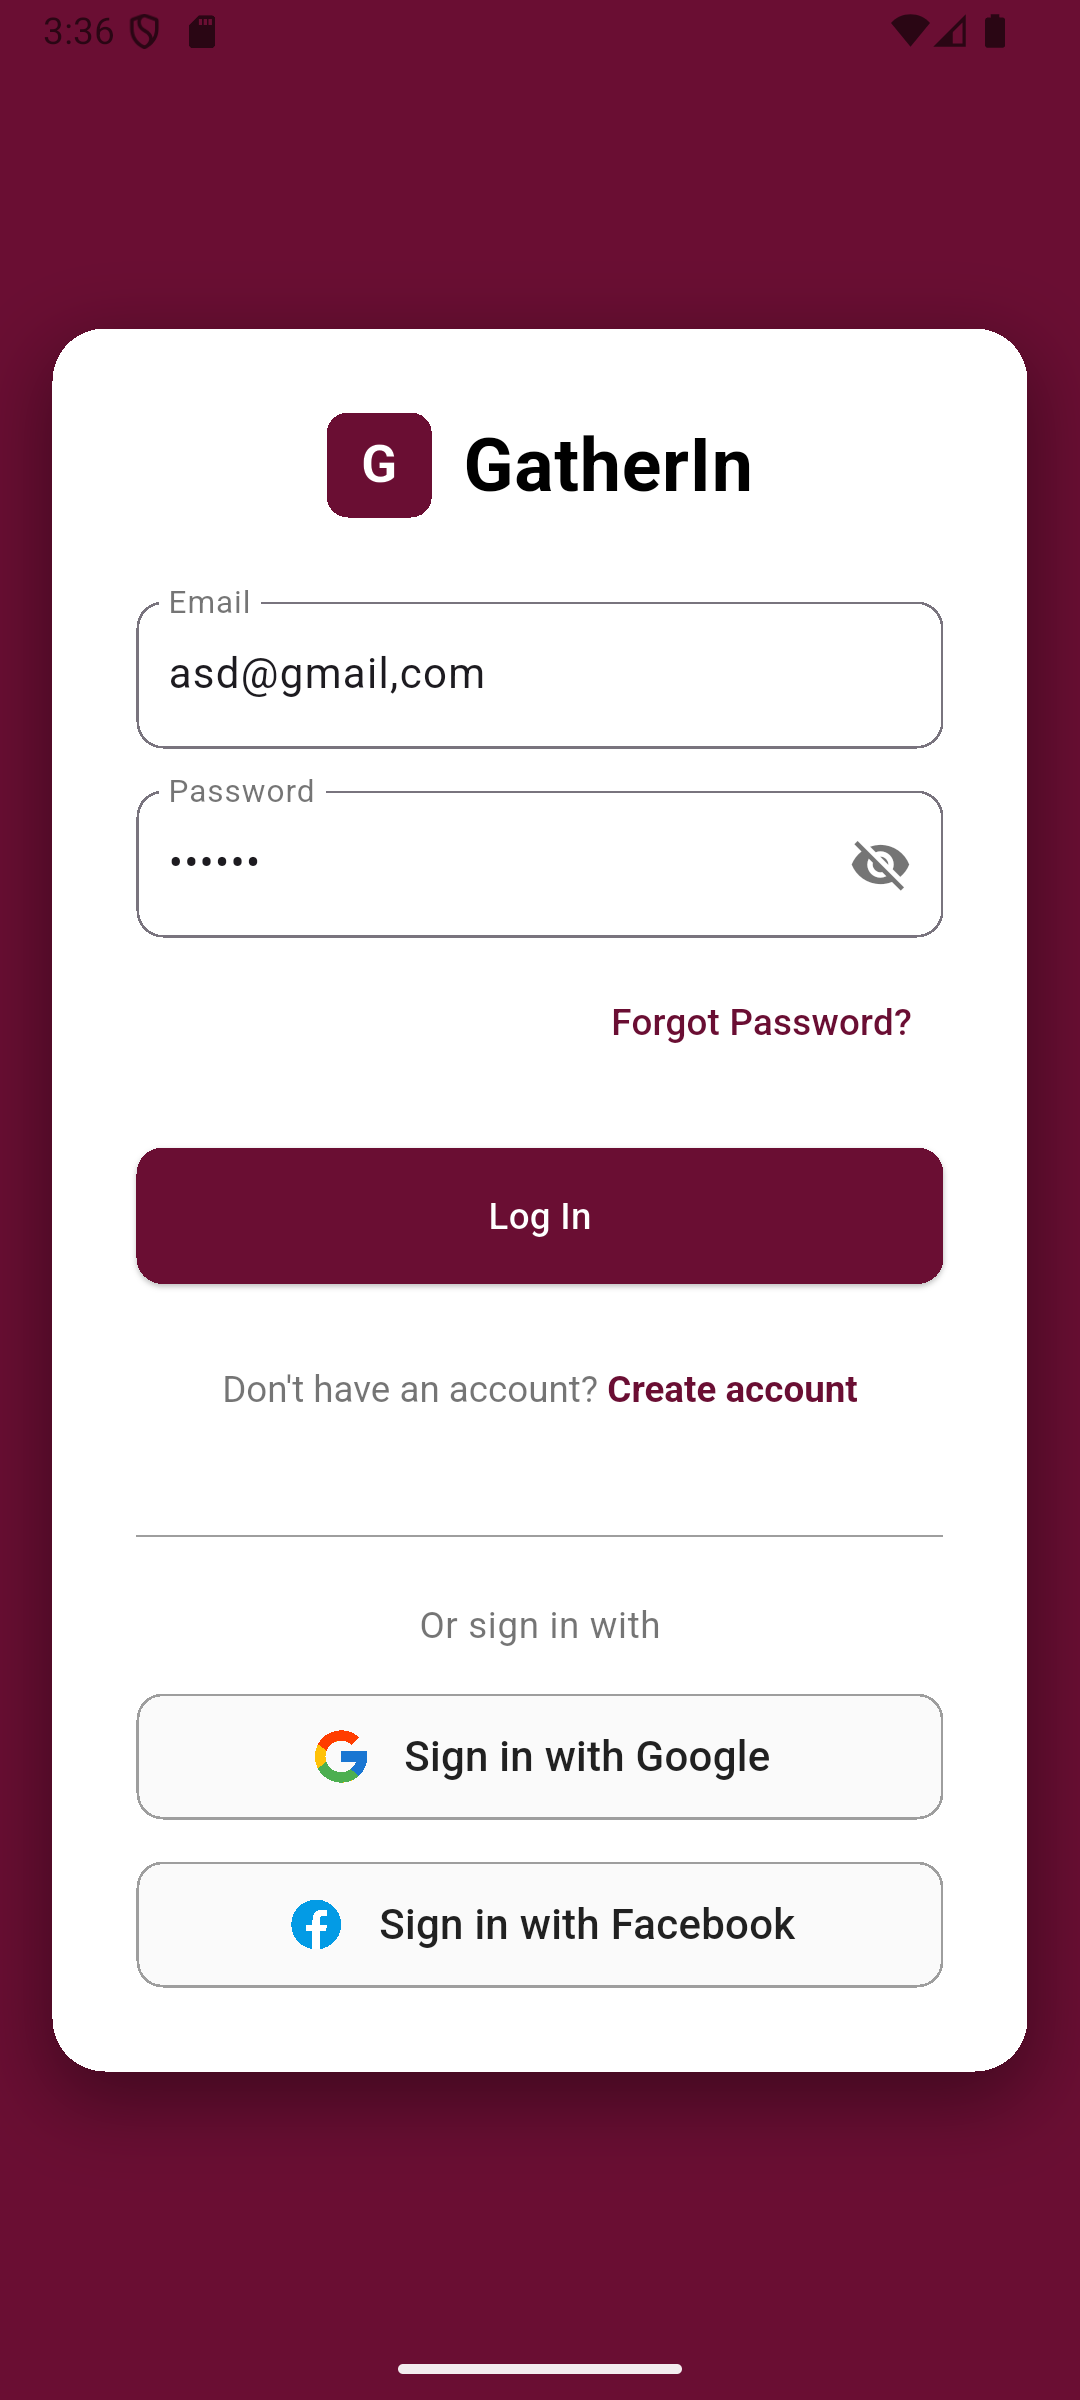 3:36
G GatherIn
Email
asd@gmail,com
Password
••••••
Forgot Password?
Log In
Don't have an account? Create account
Or sign in with
Sign in with Google
Sign in with Facebook